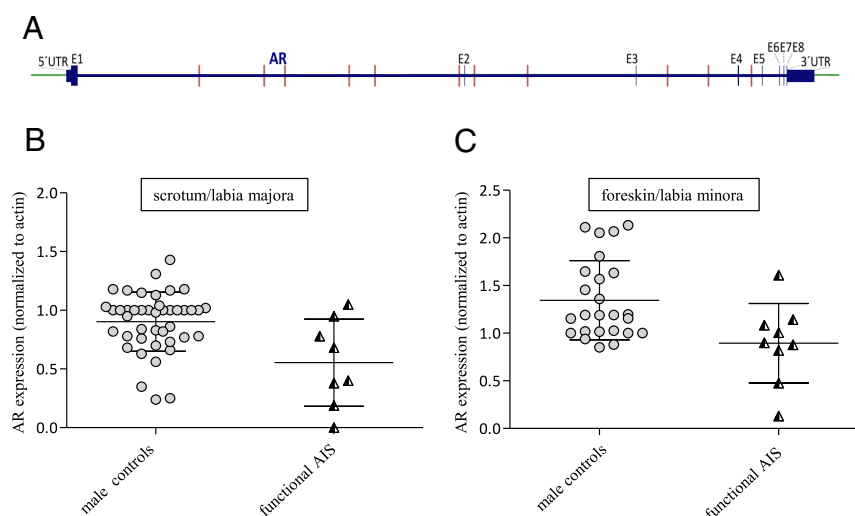 A
5´UTR E1 AR E2 E3 E4 E5 E6E7E8 3´UTR
B
scrotum/labia majora
AR expression (normalized to actin)
2.0
1.5
1.0
0.5
0.0
male controls
functional AIS
C
foreskin/labia minora
AR expression (normalized to actin)
2.5
2.0
1.5
1.0
0.5
0.0
male controls
functional AIS